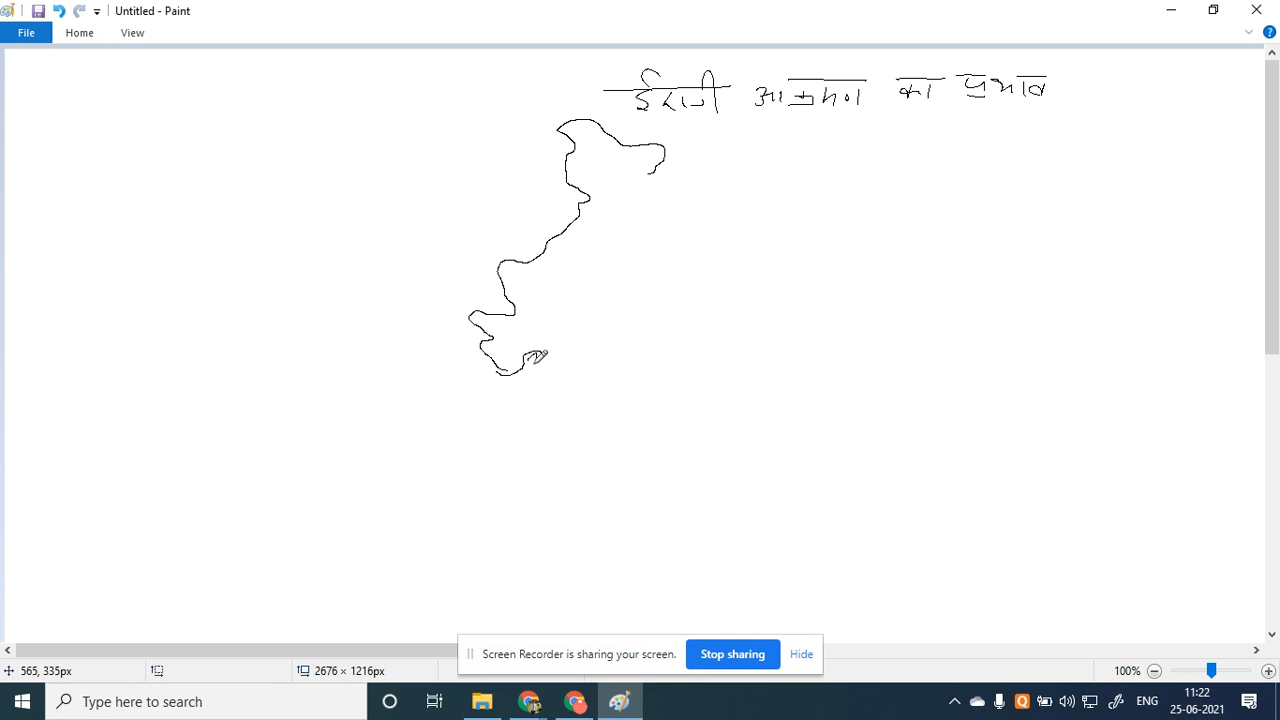 Untitled - Paint
File Home View
ईरानी आक्रमण का प्रभाव
Screen Recorder is sharing your screen. Stop sharing Hide
565, 335px 2676 × 1216px 100%
Type here to search ENG 11:22
25-06-2021